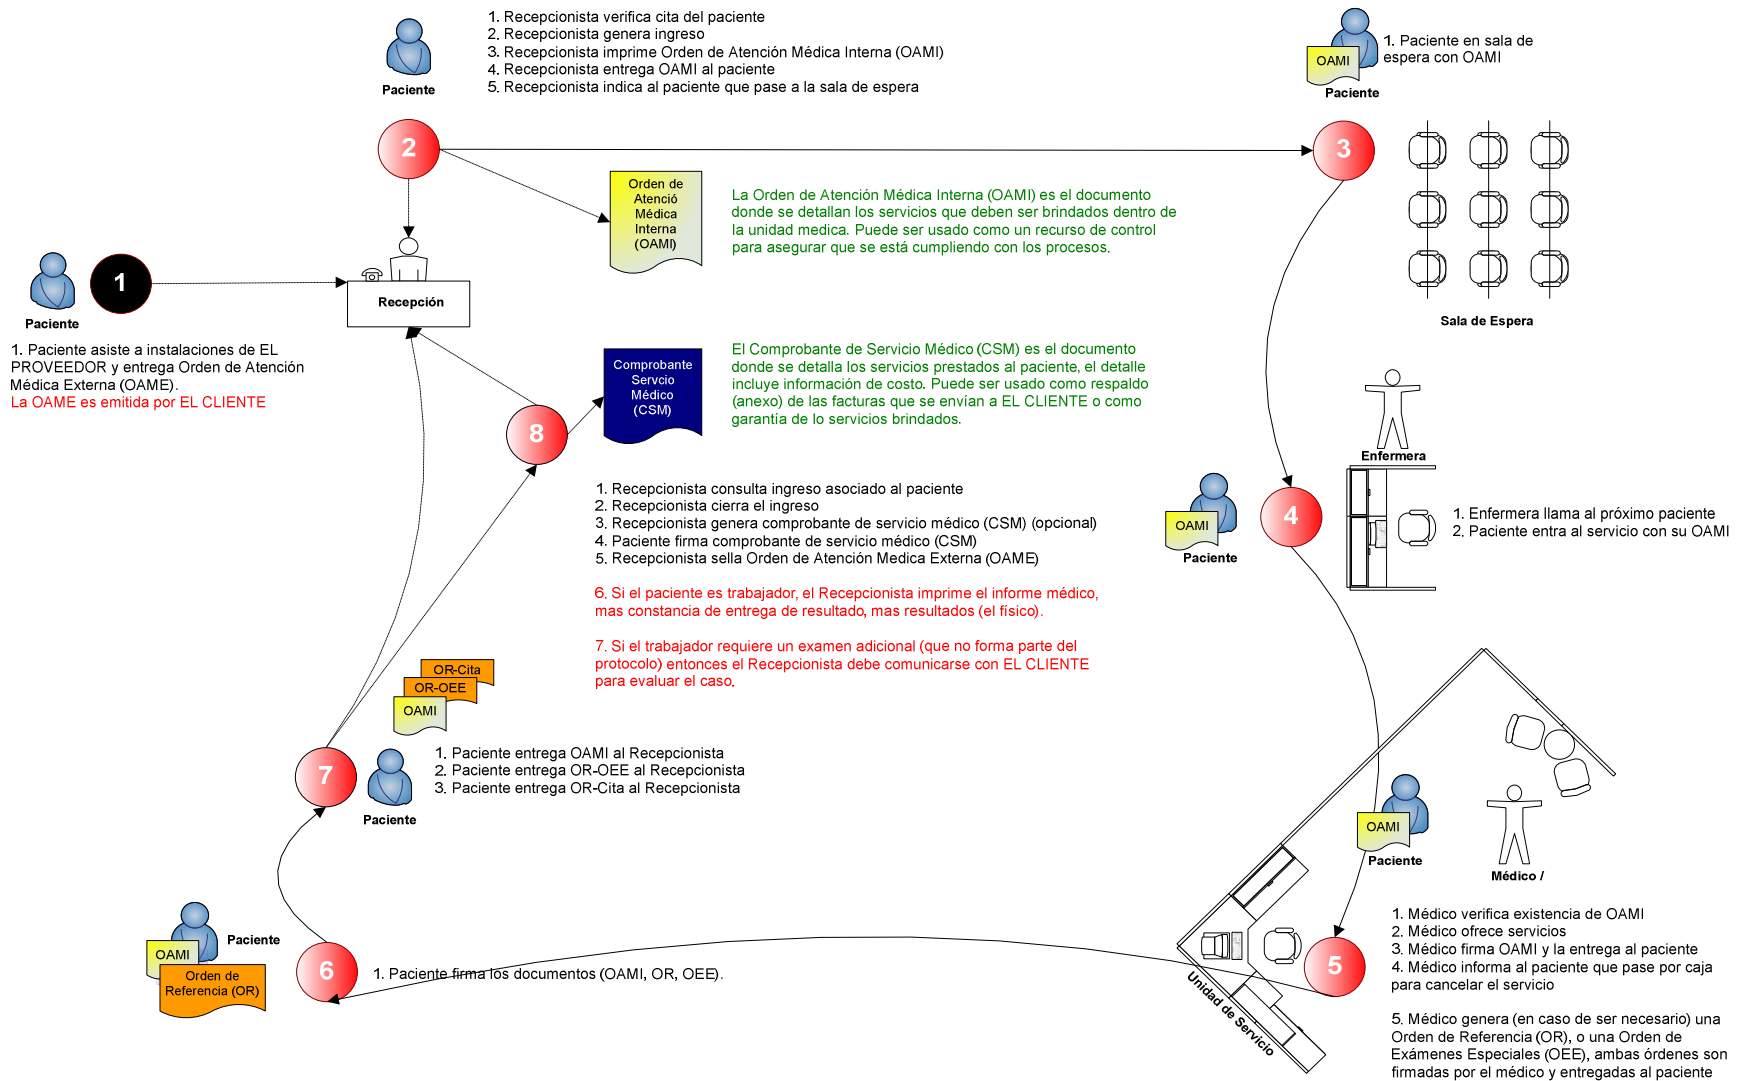 1. Recepcionista verifica cita del paciente
2. Recepcionista genera ingreso
3. Recepcionista imprime Orden de Atención Médica Interna (OAMI)
4. Recepcionista entrega OAMI al paciente
5. Recepcionista indica al paciente que pase a la sala de espera
Paciente
OAMI
Paciente
1. Paciente en sala de
espera con OAMI
2
3
Orden de
Atenció
Médica
Interna
(OAMI)
La Orden de Atención Médica Interna (OAMI) es el documento
donde se detallan los servicios que deben ser brindados dentro de
la unidad medica. Puede ser usado como un recurso de control
para asegurar que se está cumpliendo con los procesos.
Sala de Espera
1
Paciente
Recepción
1. Paciente asiste a instalaciones de EL
PROVEEDOR y entrega Orden de Atención
Médica Externa (OAME).
La OAME es emitida por EL CLIENTE
Comprobante
Servcio
Médico
(CSM)
El Comprobante de Servicio Médico (CSM) es el documento
donde se detalla los servicios prestados al paciente, el detalle
incluye información de costo. Puede ser usado como respaldo
(anexo) de las facturas que se envían a EL CLIENTE o como
garantía de lo servicios brindados.
8
Enfermera
1. Recepcionista consulta ingreso asociado al paciente
2. Recepcionista cierra el ingreso
3. Recepcionista genera comprobante de servicio médico (CSM) (opcional)
4. Paciente firma comprobante de servicio médico (CSM)
5. Recepcionista sella Orden de Atención Medica Externa (OAME)
6. Si el paciente es trabajador, el Recepcionista imprime el informe médico,
mas constancia de entrega de resultado, mas resultados (el físico).
7. Si el trabajador requiere un examen adicional (que no forma parte del
protocolo) entonces el Recepcionista debe comunicarse con EL CLIENTE
para evaluar el caso.
OAMI
Paciente
4
1. Enfermera llama al próximo paciente
2. Paciente entra al servicio con su OAMI
OR-Cita
OR-OEE
OAMI
7
Paciente
1. Paciente entrega OAMI al Recepcionista
2. Paciente entrega OR-OEE al Recepcionista
3. Paciente entrega OR-Cita al Recepcionista
OAMI
Paciente
Médico /
Unidad de Servicio
5
1. Médico verifica existencia de OAMI
2. Médico ofrece servicios
3. Médico firma OAMI y la entrega al paciente
4. Médico informa al paciente que pase por caja
para cancelar el servicio
5. Médico genera (en caso de ser necesario) una
Orden de Referencia (OR), o una Orden de
Exámenes Especiales (OEE), ambas órdenes son
firmadas por el médico y entregadas al paciente
Paciente
OAMI
Orden de
Referencia (OR)
6
1. Paciente firma los documentos (OAMI, OR, OEE).